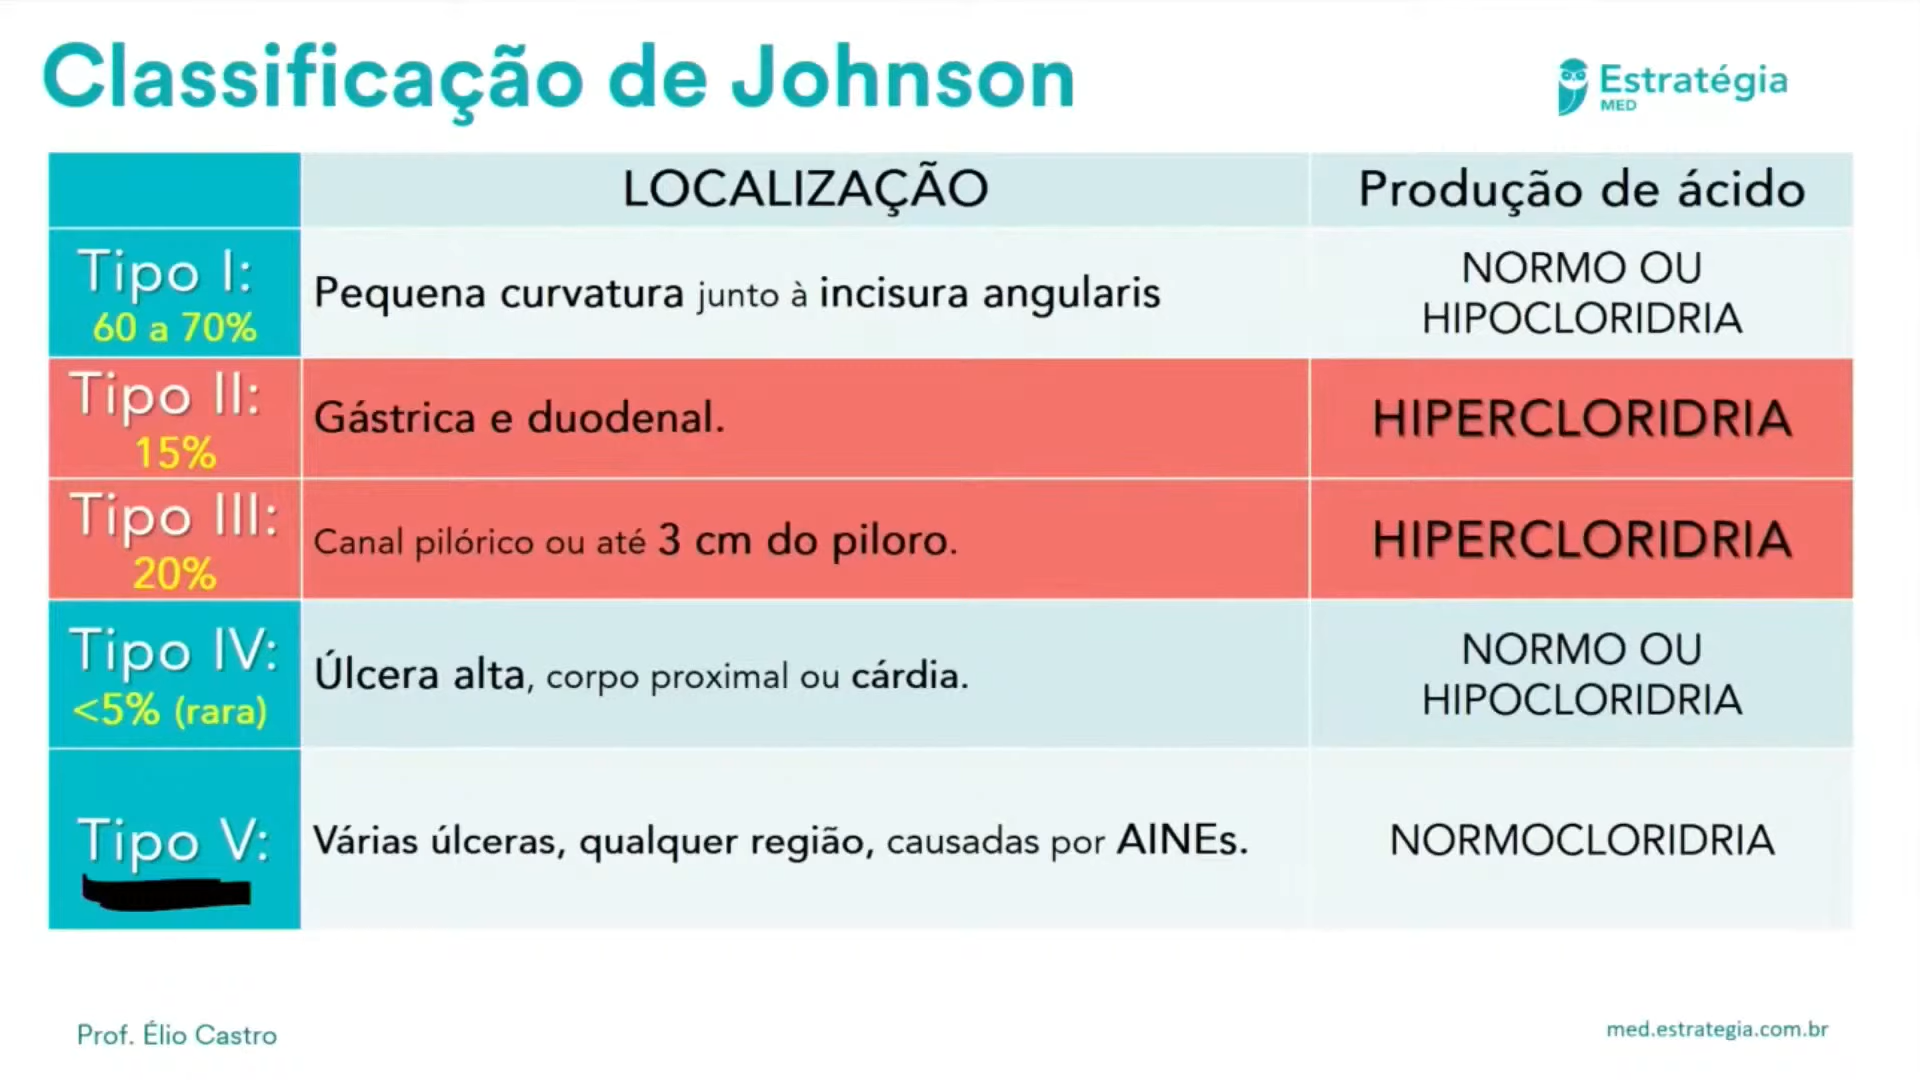 Classificação de Johnson
Estratégia
MED
LOCALIZAÇÃO
Produção de ácido
Tipo I:
60 a 70%
Pequena curvatura junto à incisura angularis
NORMO OU
HIPOCLORIDRIA
Tipo II:
15%
Gástrica e duodenal.
HIPERCLORIDRIA
Tipo III:
20%
Canal pilórico ou até 3 cm do piloro.
HIPERCLORIDRIA
Tipo IV:
<5% (rara)
Úlcera alta, corpo proximal ou cárdia.
NORMO OU
HIPOCLORIDRIA
Tipo V:
Várias úlceras, qualquer região, causadas por AINEs.
NORMOCLORIDRIA
Prof. Élio Castro
med.estrategia.com.br